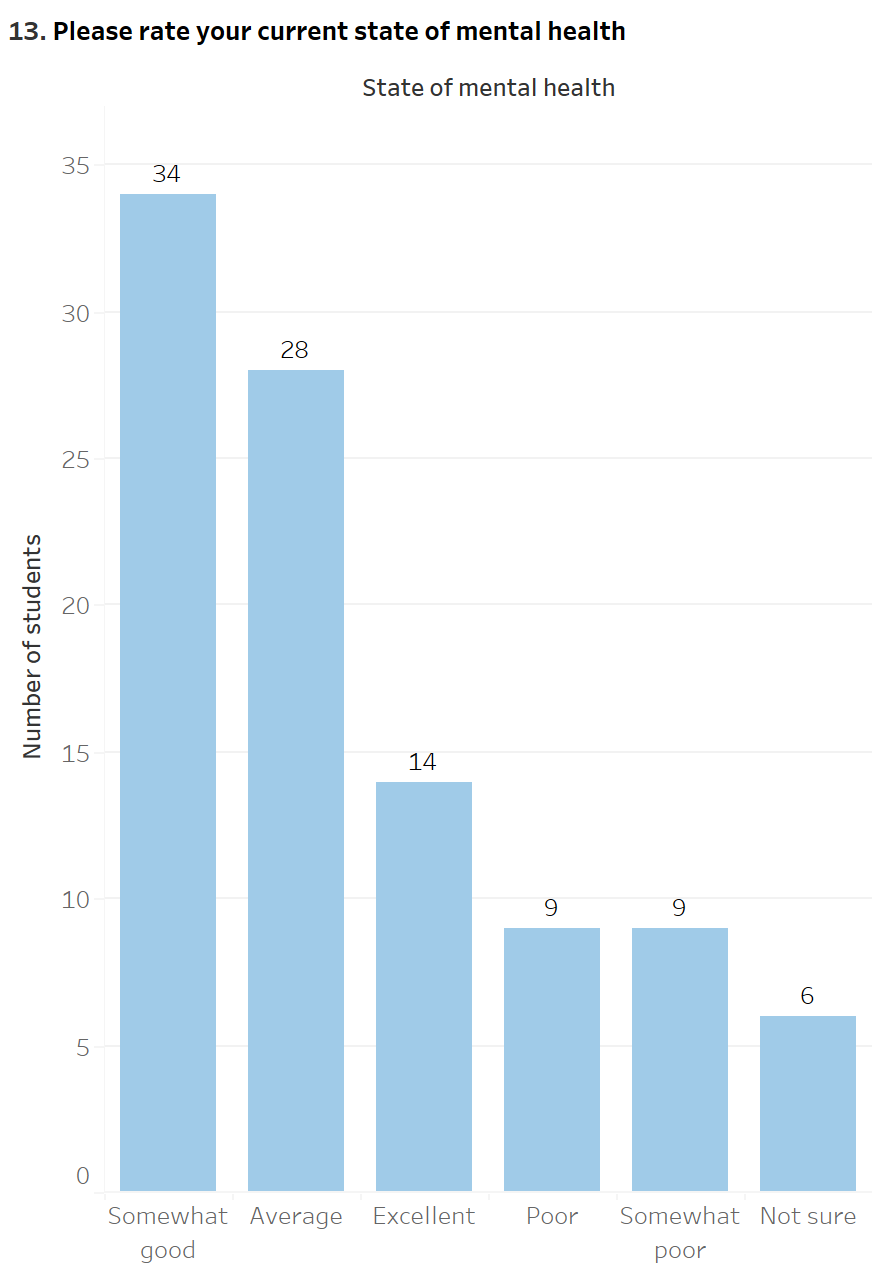 13. Please rate your current state of mental health
State of mental health
35
34
30
28
25
Number of students
20
15
14
10
9
9
6
5
0
Somewhat good
Average
Excellent
Poor
Somewhat poor
Not sure